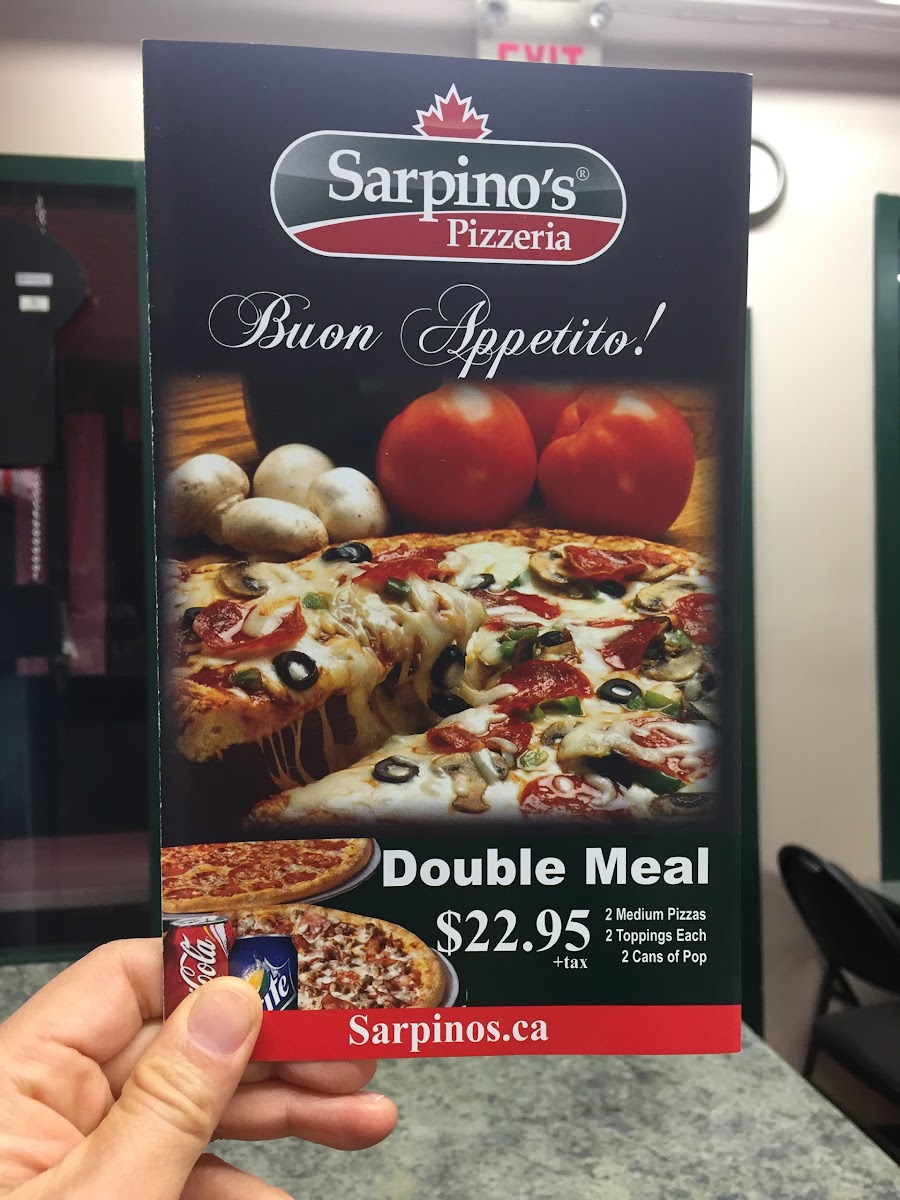 EXIT
Sarpino's®
Pizzeria
Buon Appetito!
Double Meal
$22.95
+tax
2 Medium Pizzas
2 Toppings Each
2 Cans of Pop
Sarpinos.ca